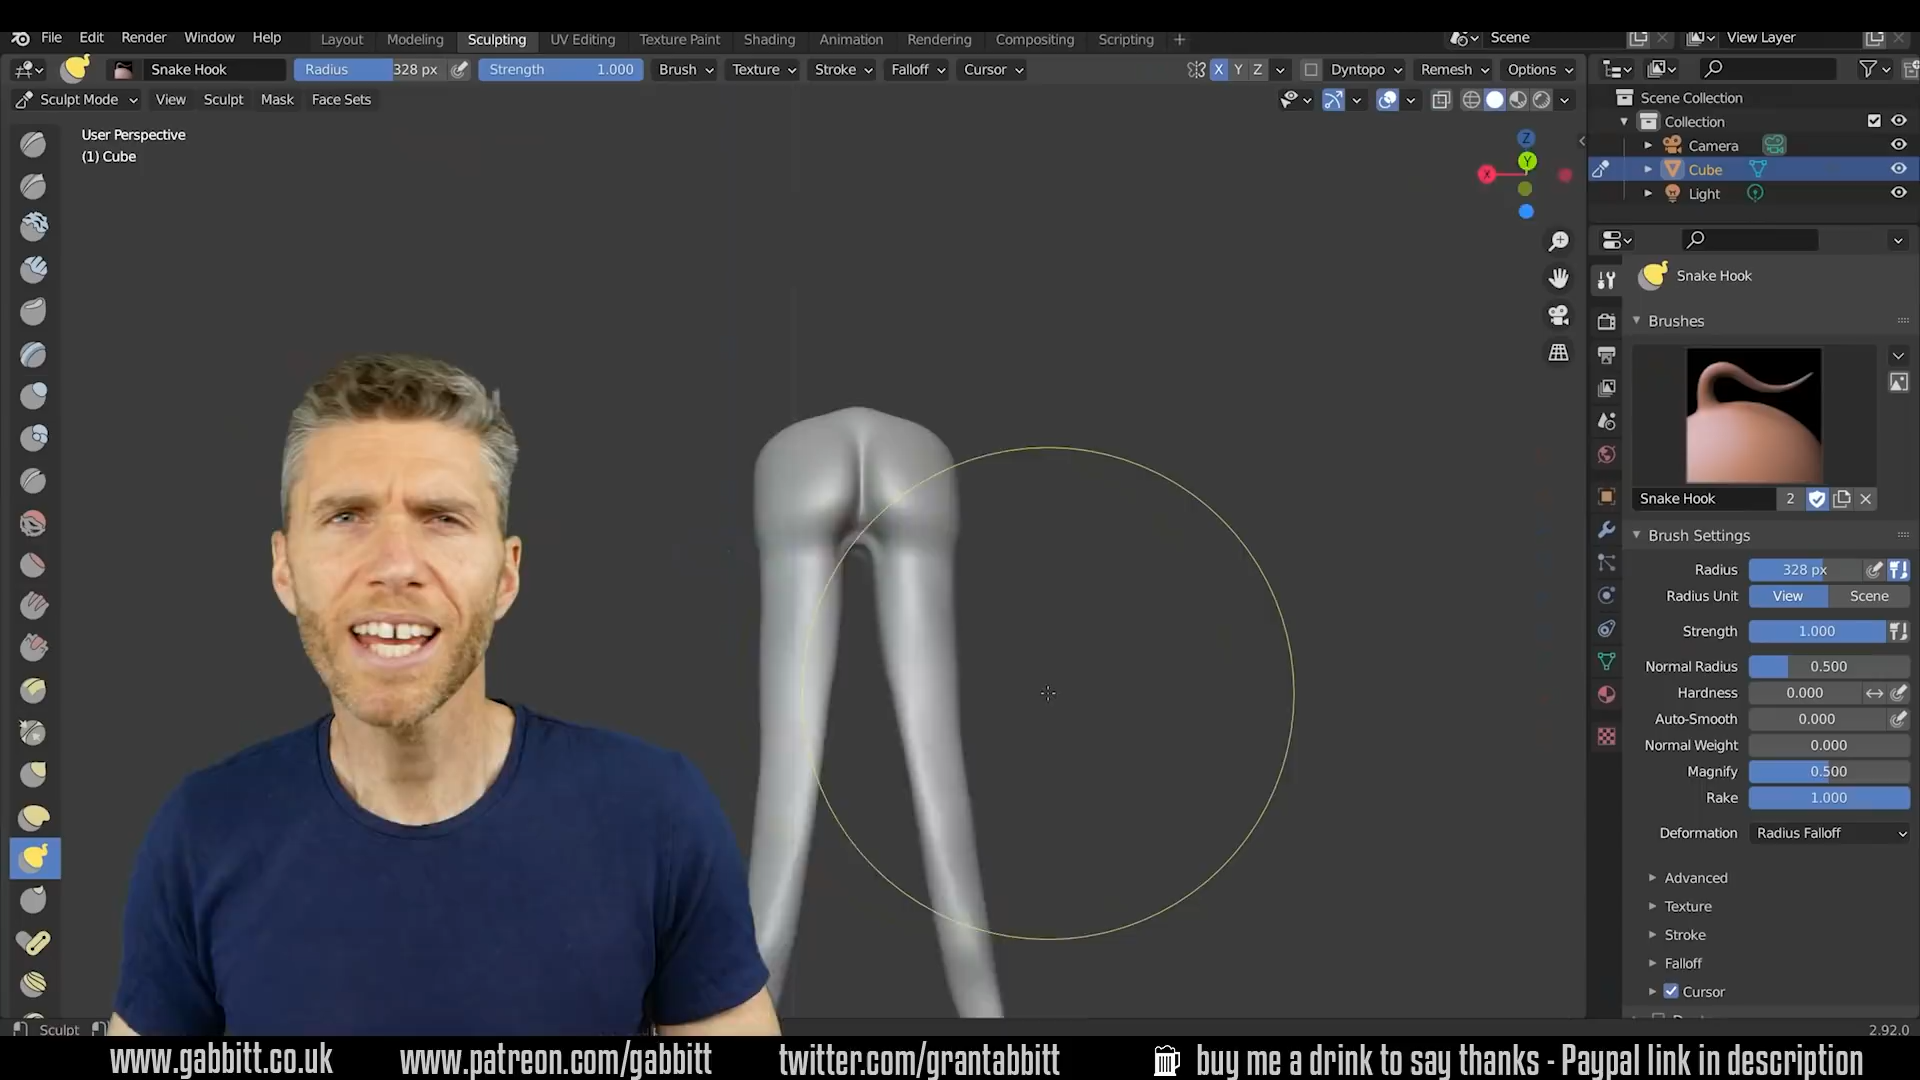 File Edit Render Window Help Layout Modeling Sculpting UV Editing Texture Paint Shading Animation Rendering Compositing Scripting + Scene View Layer
Snake Hook Radius 328 px Strength 1.000 Brush Texture Stroke Falloff Cursor X Y Z Dyntopo Remesh Options
Sculpt Mode View Sculpt Mask Face Sets
User Perspective
(1) Cube
Z
Y
X
Scene Collection
Collection
Camera
Cube
Light
Snake Hook
Brushes
Snake Hook 2
Brush Settings
Radius 328 px
Radius Unit View Scene
Strength 1.000
Normal Radius 0.500
Hardness 0.000
Auto-Smooth 0.000
Normal Weight 0.000
Magnify 0.500
Rake 1.000
Deformation Radius Falloff
Advanced
Texture
Stroke
Falloff
Cursor
Sculpt 2.92.0
www.gabbitt.co.uk www.patreon.com/gabbitt twitter.com/grantabbitt buy me a drink to say thanks - Paypal link in description